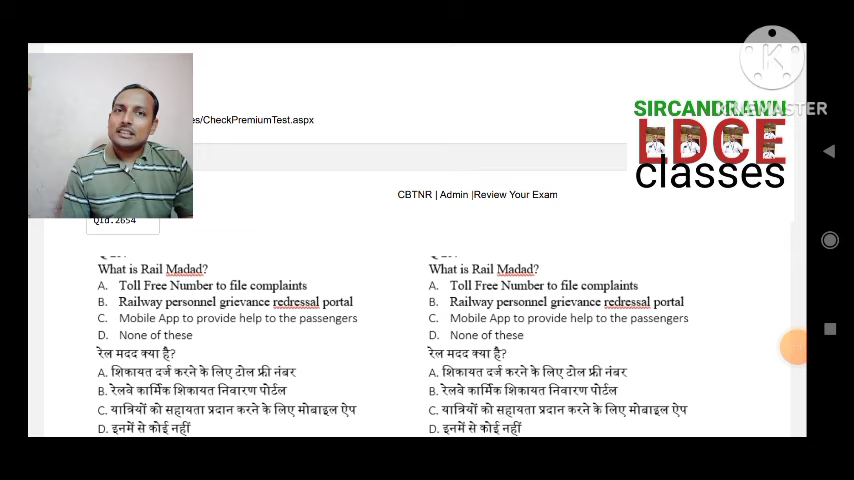 SIRCANDRAWN
KINEMASTER
LDCE
classes
es/CheckPremiumTest.aspx
CBTNR | Admin |Review Your Exam
QId.2654
What is Rail Madad?
A. Toll Free Number to file complaints
B. Railway personnel grievance redressal portal
C. Mobile App to provide help to the passengers
D. None of these
रेल मदद क्या है?
A. शिकायत दर्ज करने के लिए टोल फ्री नंबर
B. रेलवे कार्मिक शिकायत निवारण पोर्टल
C. यात्रियों को सहायता प्रदान करने के लिए मोबाइल ऐप
D. इनमें से कोई नहीं
What is Rail Madad?
A. Toll Free Number to file complaints
B. Railway personnel grievance redressal portal
C. Mobile App to provide help to the passengers
D. None of these
रेल मदद क्या है?
A. शिकायत दर्ज करने के लिए टोल फ्री नंबर
B. रेलवे कार्मिक शिकायत निवारण पोर्टल
C. यात्रियों को सहायता प्रदान करने के लिए मोबाइल ऐप
D. इनमें से कोई नहीं